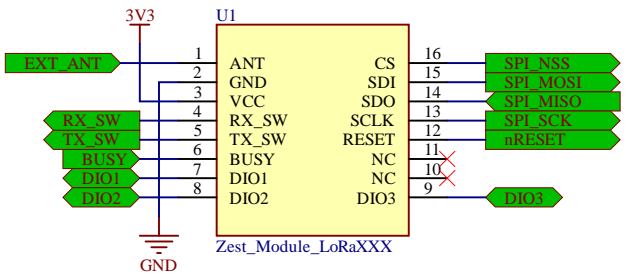 3V3 U1
EXT_ANT 1 ANT CS 16 SPI_NSS
2 GND SDI 15 SPI_MOSI
3 VCC SDO 14 SPI_MISO
RX_SW 4 RX_SW SCLK 13 SPI_SCK
TX_SW 5 TX_SW RESET 12 nRESET
BUSY 6 BUSY NC 11
DIO1 7 DIO1 NC 10
DIO2 8 DIO2 DIO3 9 DIO3
Zest_Module_LoRaXXX
GND